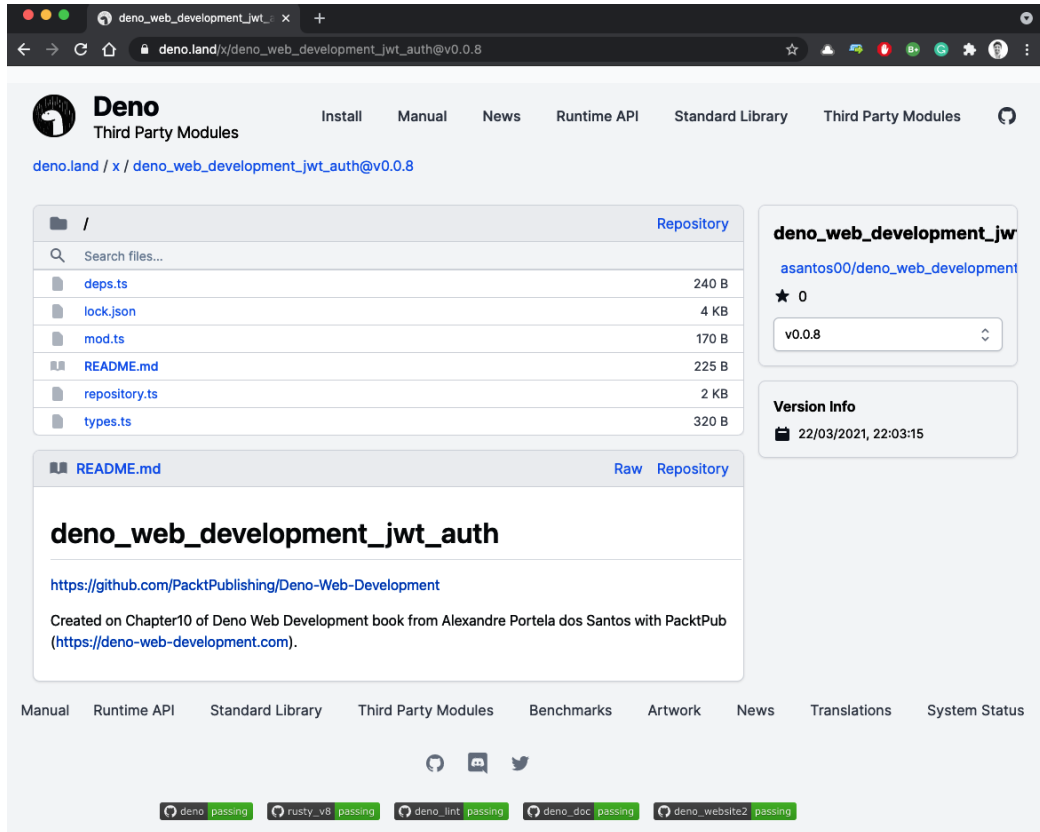 deno_web_development_jwt_a
deno.land/x/deno_web_development_jwt_auth@v0.0.8
Deno
Third Party Modules
Install Manual News Runtime API Standard Library Third Party Modules
deno.land / x / deno_web_development_jwt_auth@v0.0.8
/ Repository
Search files...
deps.ts 240 B
lock.json 4 KB
mod.ts 170 B
README.md 225 B
repository.ts 2 KB
types.ts 320 B
deno_web_development_jw
asantos00/deno_web_development
0
v0.0.8
Version Info
22/03/2021, 22:03:15
README.md Raw Repository
deno_web_development_jwt_auth
https://github.com/PacktPublishing/Deno-Web-Development
Created on Chapter10 of Deno Web Development book from Alexandre Portela dos Santos with PacktPub
(https://deno-web-development.com).
Manual Runtime API Standard Library Third Party Modules Benchmarks Artwork News Translations System Status
deno passing rusty_v8 passing deno_lint passing deno_doc passing deno_website2 passing